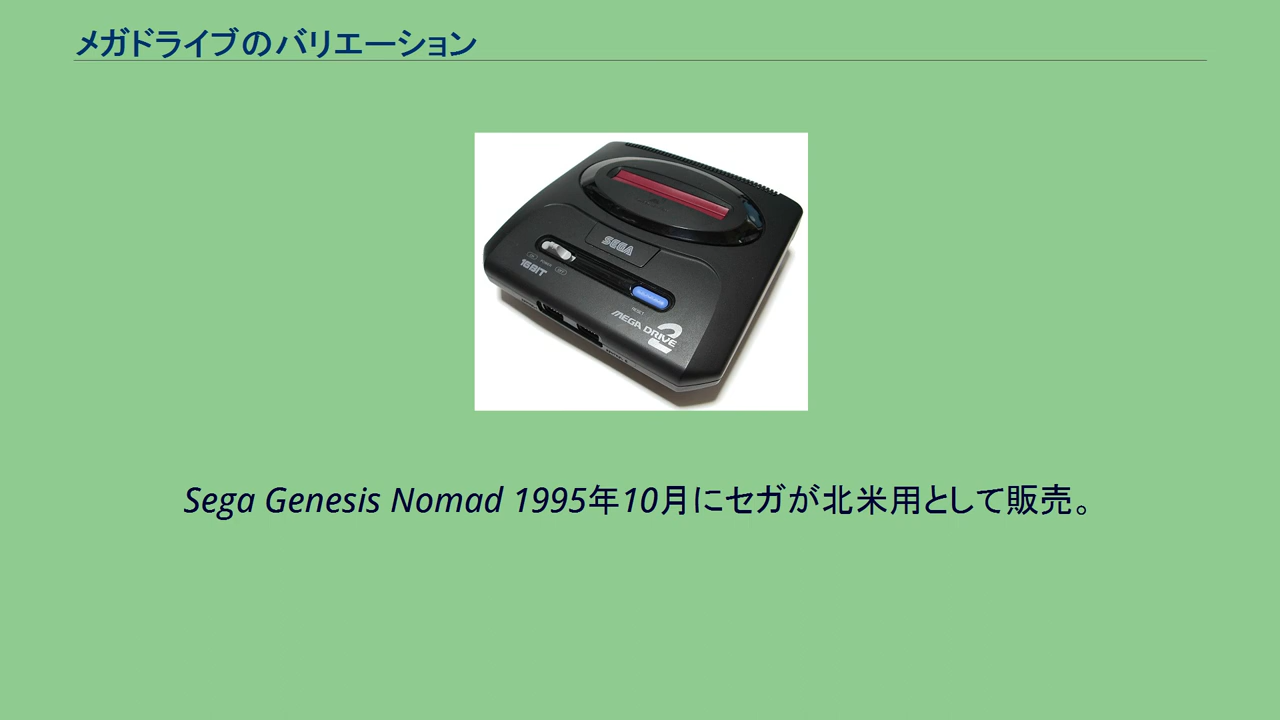 メガドライブのバリエーション
SEGA
16BIT
RESET
MEGA DRIVE 2
Sega Genesis Nomad 1995年10月にセガが北米用として販売。